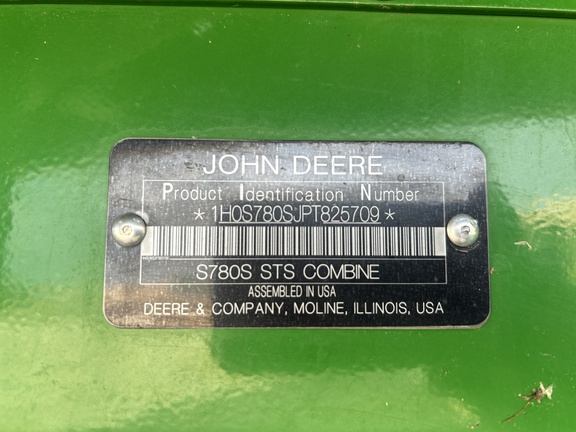 JOHN DEERE
Product Identification Number
*1H0S780SJPT825709*
S780S STS COMBINE
ASSEMBLED IN USA
DEERE & COMPANY, MOLINE, ILLINOIS, USA